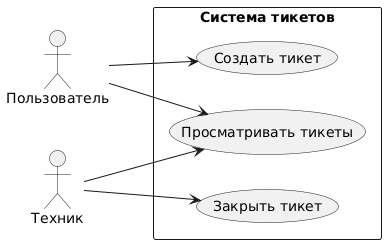 Система тикетов
Создать тикет
Пользователь
Просматривать тикеты
Техник
Закрыть тикет